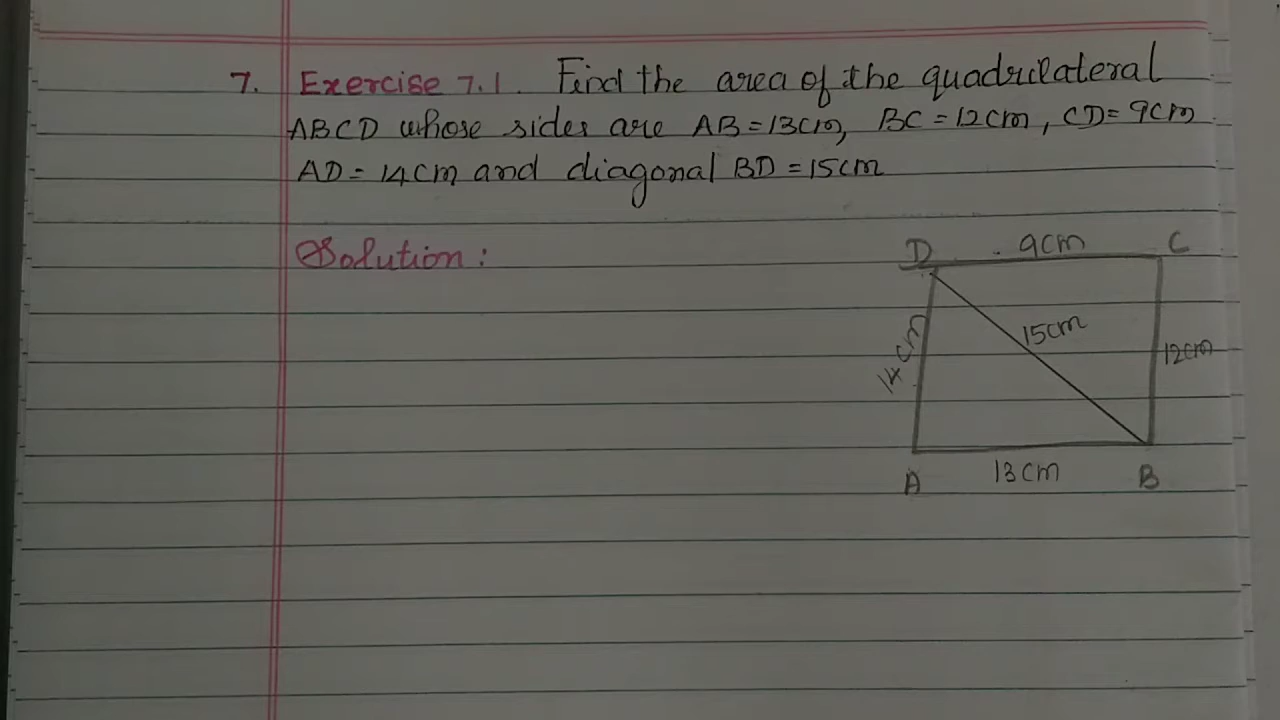 7. Exercise 7.1. Find the area of the quadrilateral
ABCD whose sides are AB=13cm, BC=12cm, CD=9cm
AD=14cm and diagonal BD=15cm
Solution:
D 9cm C
15cm
14cm
12cm
A 13cm B